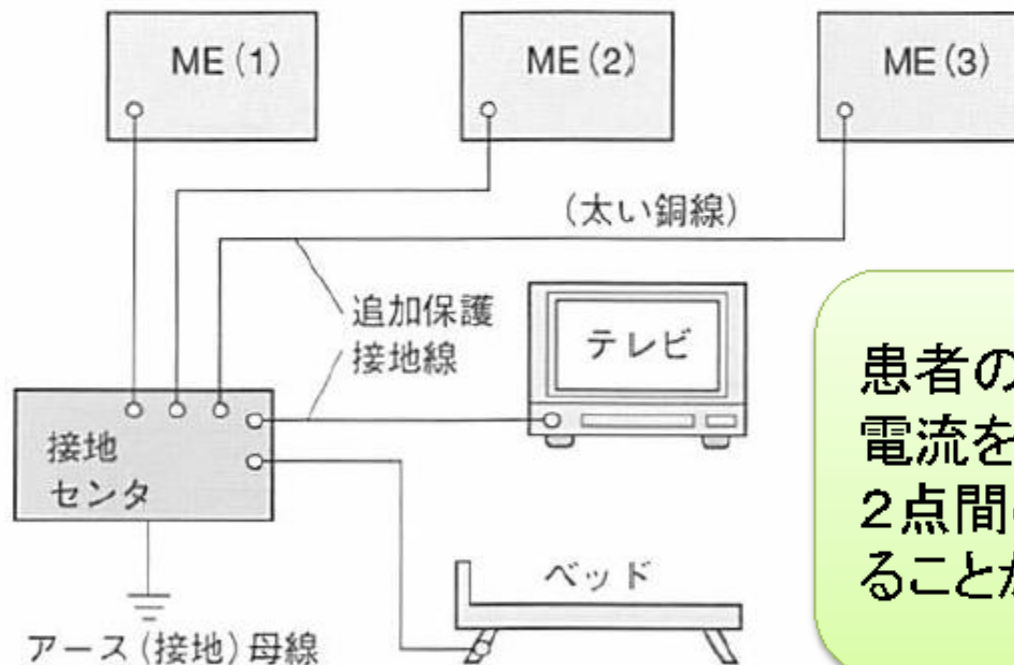 ME(1)
ME(2)
ME(3)
(太い銅線)
追加保護
接地線
テレビ
接地
センタ
ベッド
アース(接地)母線
患者の
電流を
2点間
ることが